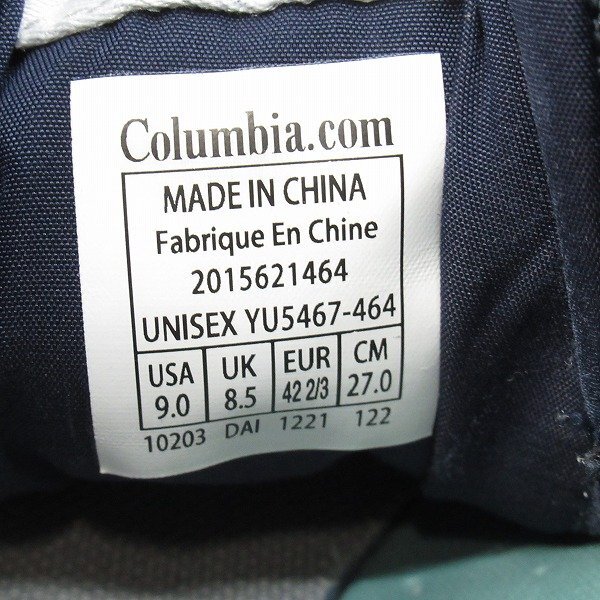 Columbia.com
MADE IN CHINA
Fabrique En Chine
2015621464
UNISEX YU5467-464
USA UK EUR CM
9.0 8.5 42 2/3 27.0
10203 DAI 1221 122